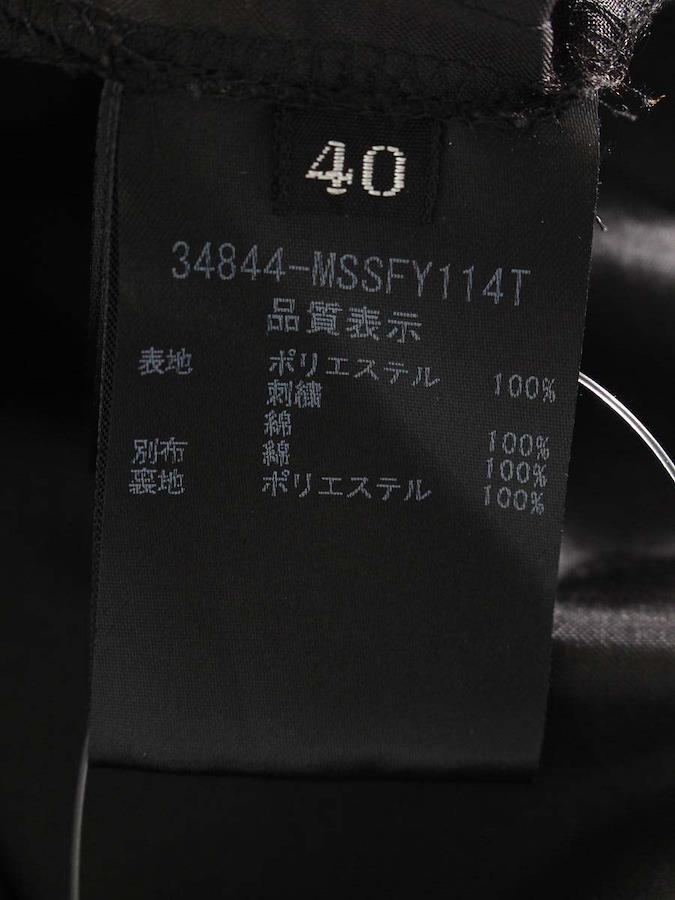 40
34844-MSSFY114T
品質表示
表地 ポリエステル 100%
刺繍
綿 100%
別布 綿 100%
裏地 ポリエステル 100%